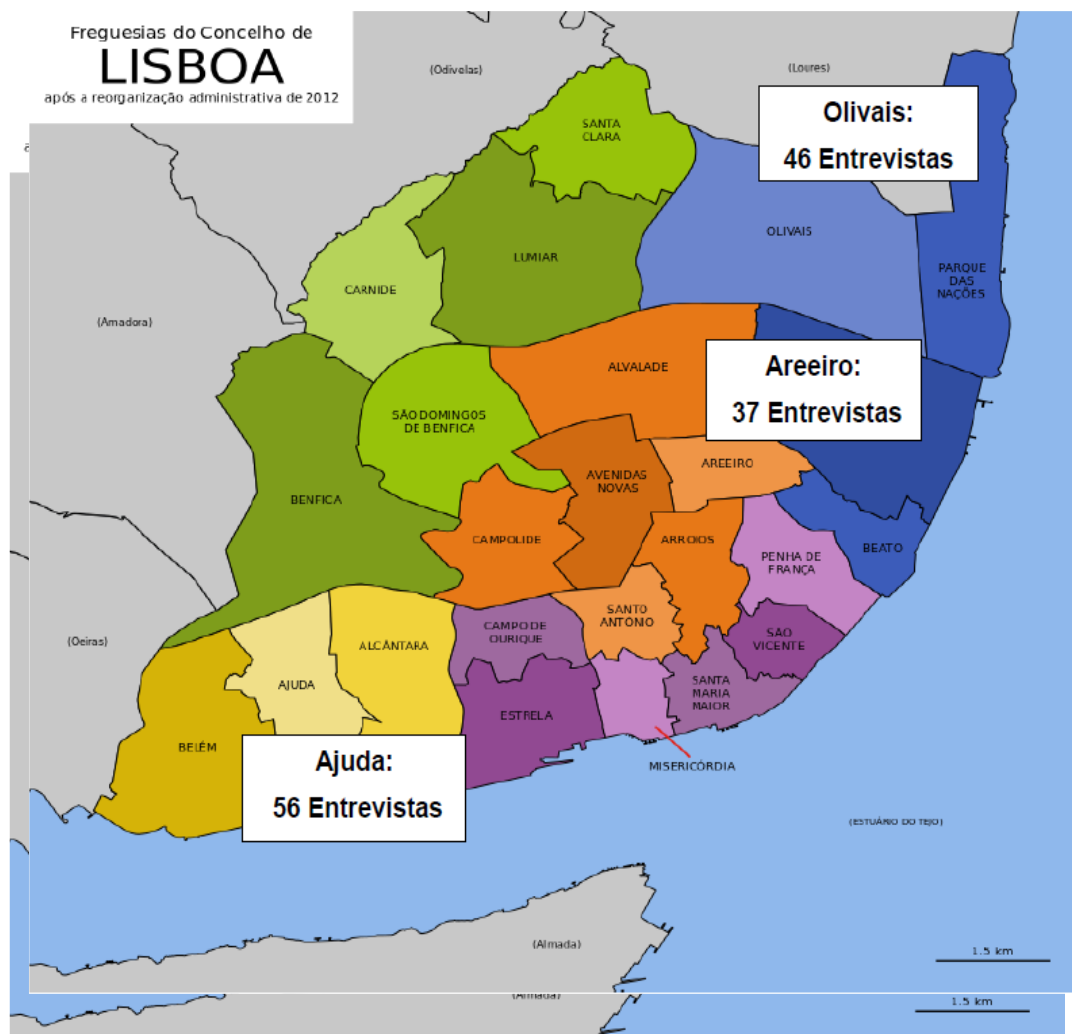 Freguesias do Concelho de
LISBOA
após a reorganização administrativa de 2012
(Odivelas)
(Loures)
Olivais:
46 Entrevistas
SANTA
CLARA
OLIVAIS
LUMIAR
PARQUE
DAS
NAÇÕES
CARNIDE
(Amadora)
Areeiro:
37 Entrevistas
ALVALADE
SÃO DOMINGOS
DE BENFICA
AREEIRO
AVENIDAS
NOVAS
BENFICA
CAMPOLIDE
ARROIOS
PENHA DE
FRANÇA
BEATO
SANTO
ANTÓNIO
CAMPO DE
OURIQUE
(Oeiras)
ALCÂNTARA
SÃO
VICENTE
AJUDA
SANTA
MARIA
MAIOR
ESTRELA
BELÉM
Ajuda:
56 Entrevistas
MISERICÓRDIA
(ESTUÁRIO DO TEJO)
(Almada)
1.5 km
(Almada)
1.5 km